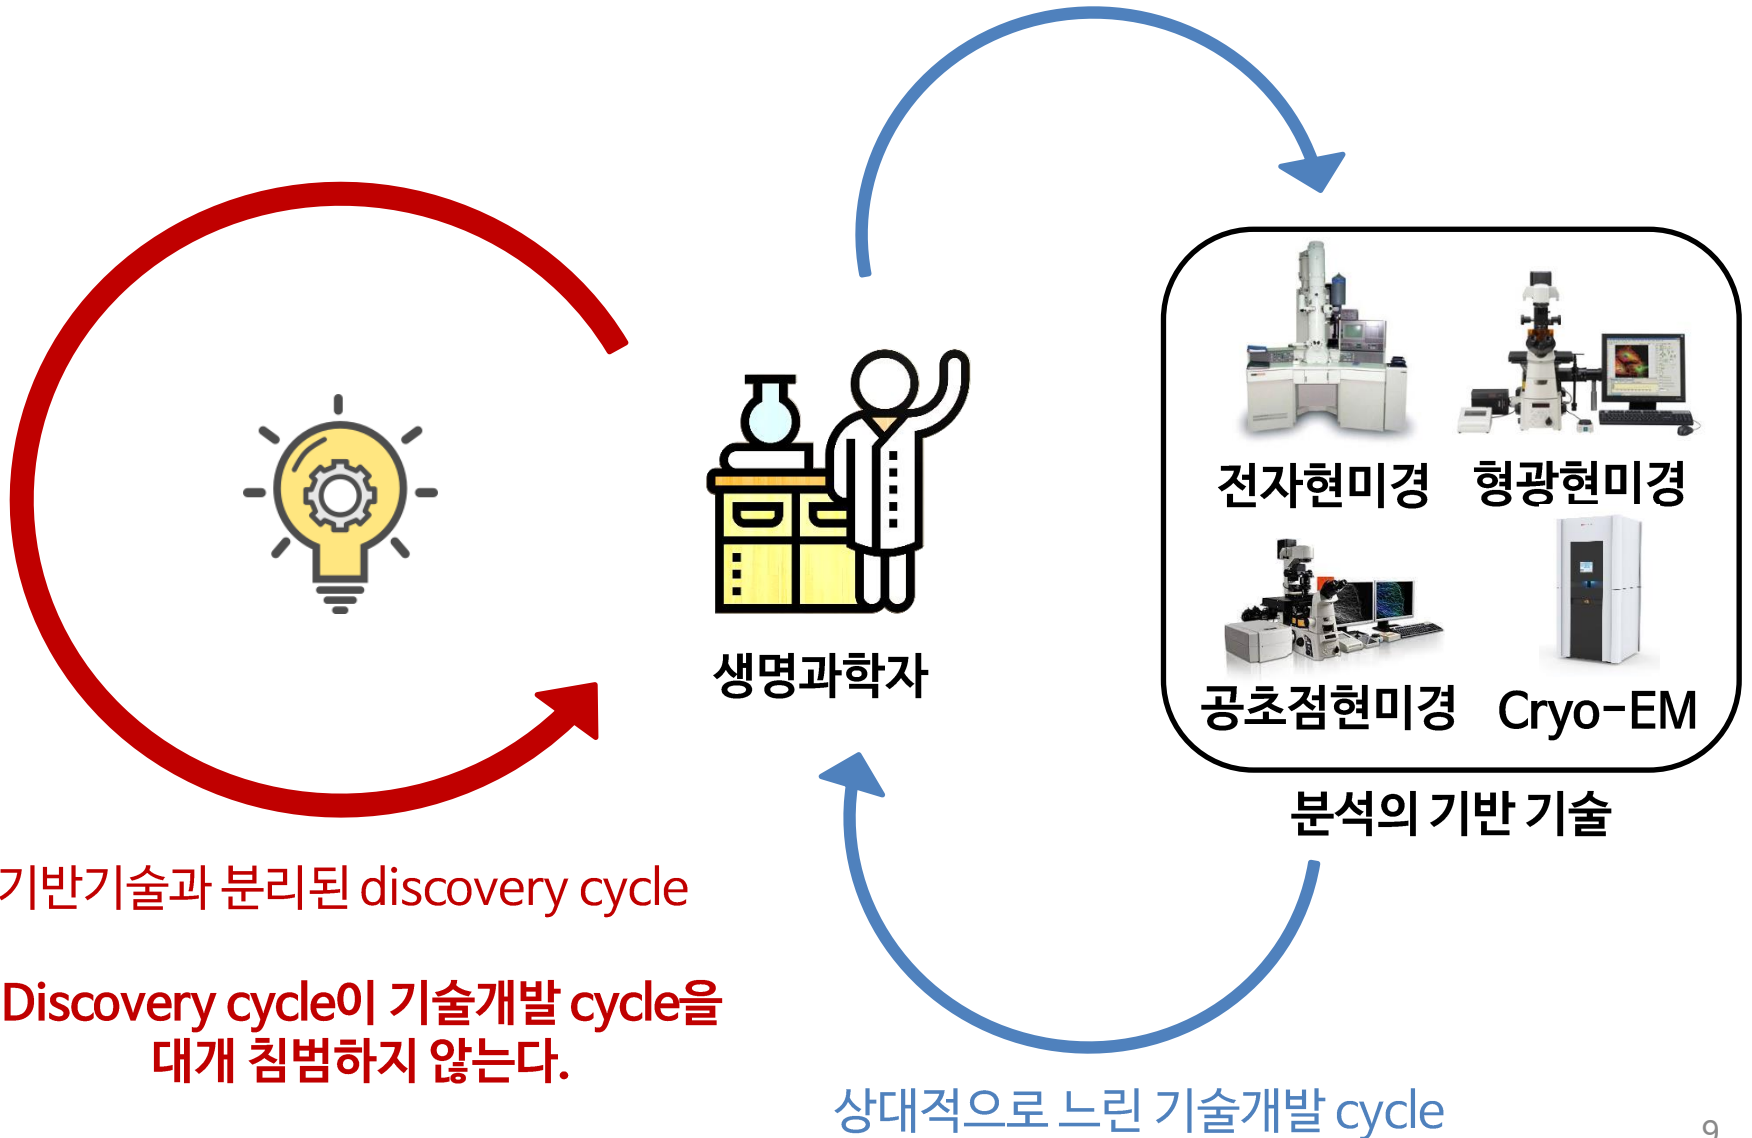 전자현미경 형광현미경
공초점현미경 Cryo-EM
생명과학자
분석의 기반 기술
기반기술과 분리된 discovery cycle
Discovery cycle이 기술개발 cycle을
대개 침범하지 않는다.
상대적으로 느린 기술개발 cycle
9